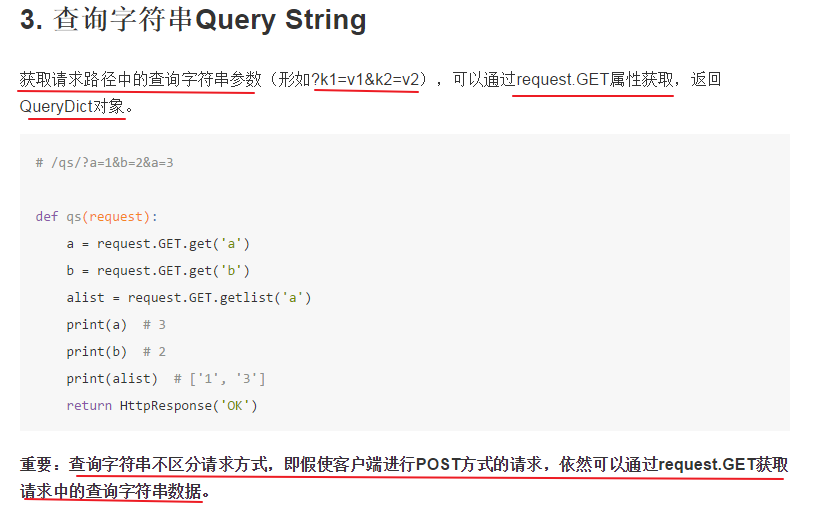 3. 查询字符串Query String
获取请求路径中的查询字符串参数（形如?k1=v1&k2=v2），可以通过request.GET属性获取，返回
QueryDict对象。
# /qs/?a=1&b=2&a=3
def qs(request):
    a = request.GET.get('a')
    b = request.GET.get('b')
    alist = request.GET.getlist('a')
    print(a)  # 3
    print(b)  # 2
    print(alist)  # ['1', '3']
    return HttpResponse('OK')
重要：查询字符串不区分请求方式，即假使客户端进行POST方式的请求，依然可以通过request.GET获取
请求中的查询字符串数据。